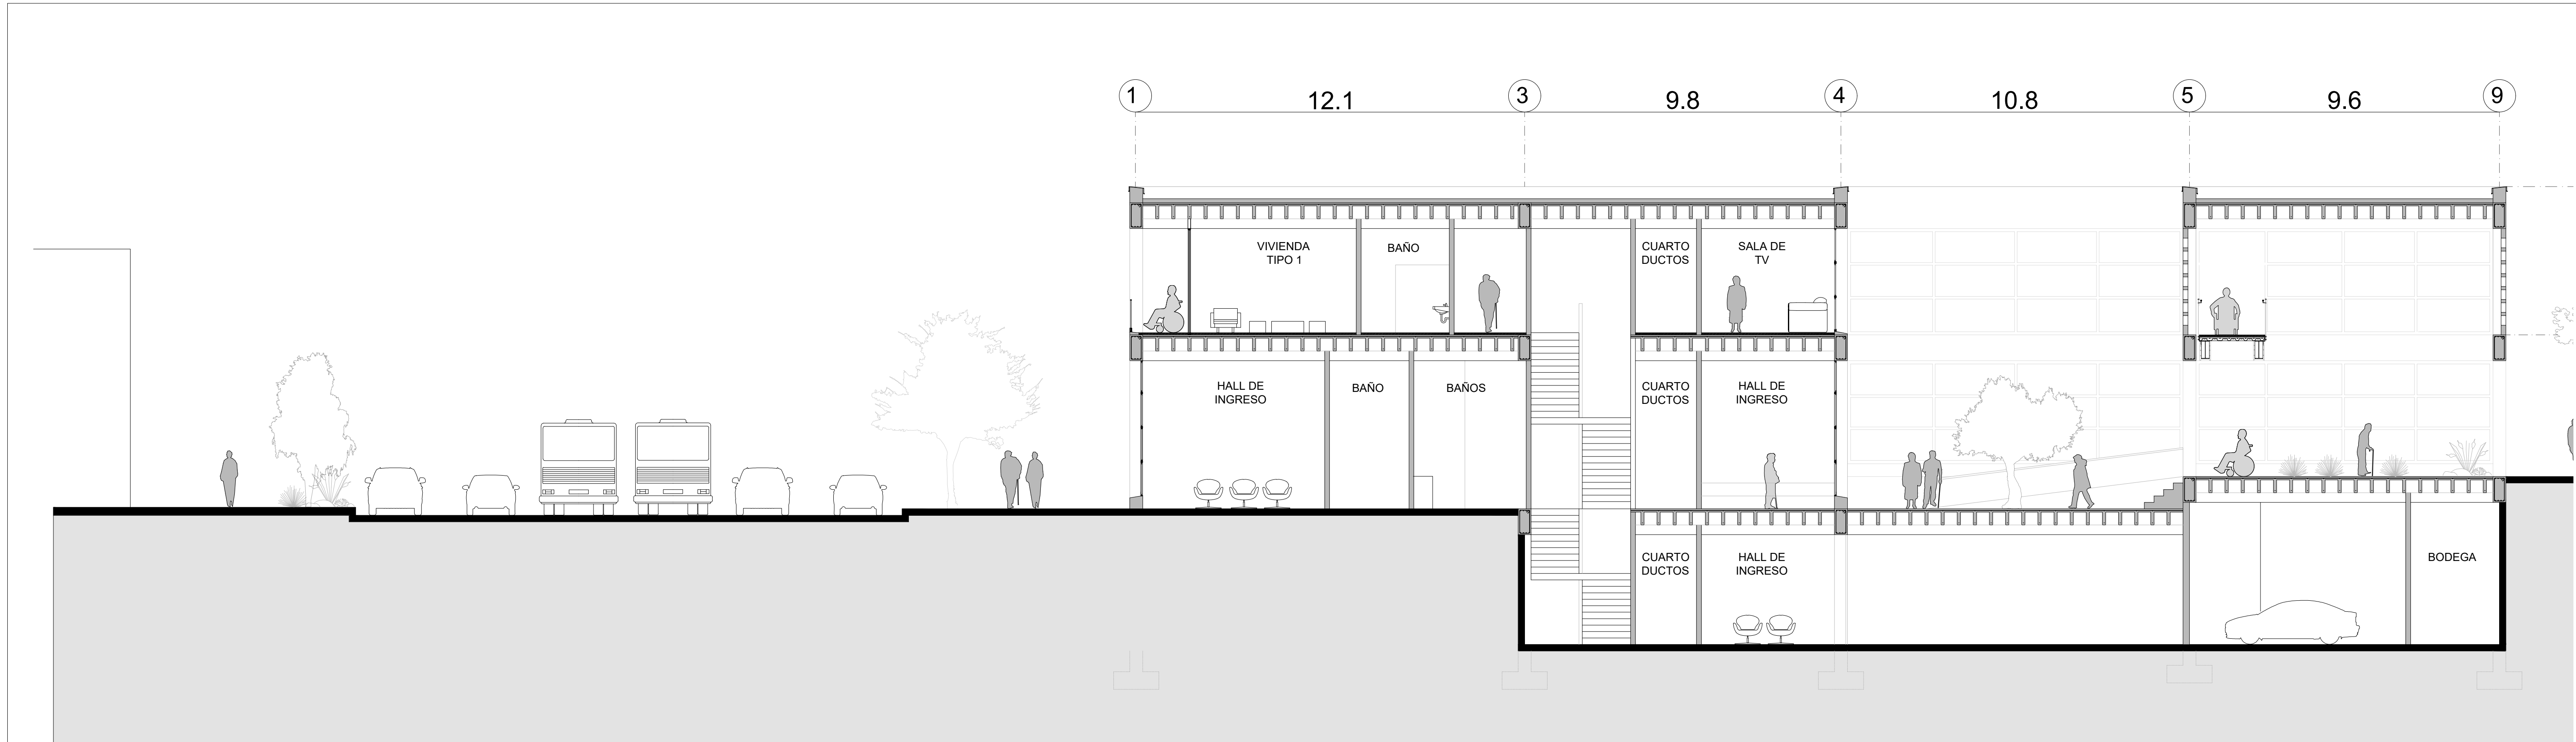 1 12.1 3 9.8 4 10.8 5 9.6 9
VIVIENDA
TIPO 1
BAÑO
CUARTO
DUCTOS
SALA DE
TV
HALL DE
INGRESO
BAÑO
BAÑOS
CUARTO
DUCTOS
HALL DE
INGRESO
CUARTO
DUCTOS
HALL DE
INGRESO
BODEGA